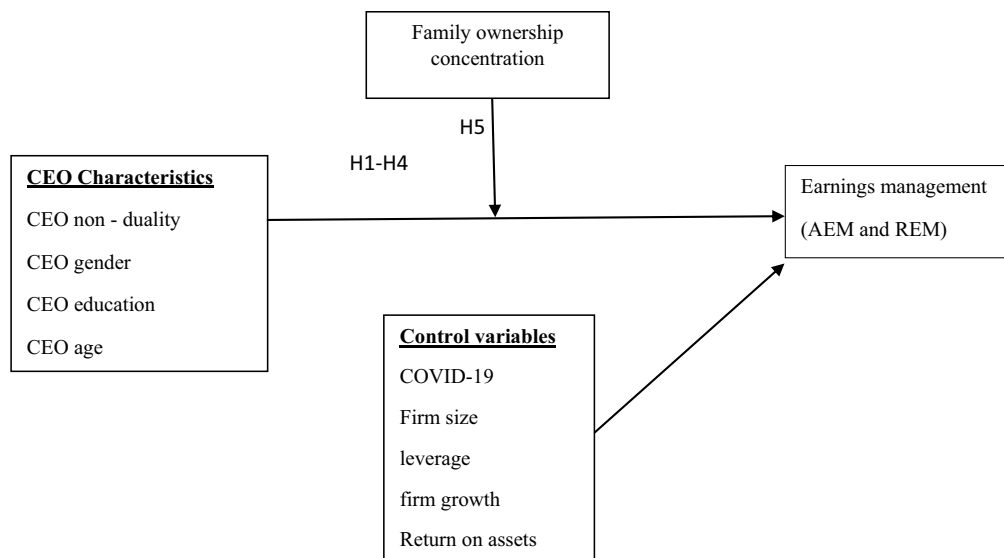 Family ownership
concentration
H5
H1-H4
CEO Characteristics
CEO non - duality
CEO gender
CEO education
CEO age
Earnings management
(AEM and REM)
Control variables
COVID-19
Firm size
leverage
firm growth
Return on assets